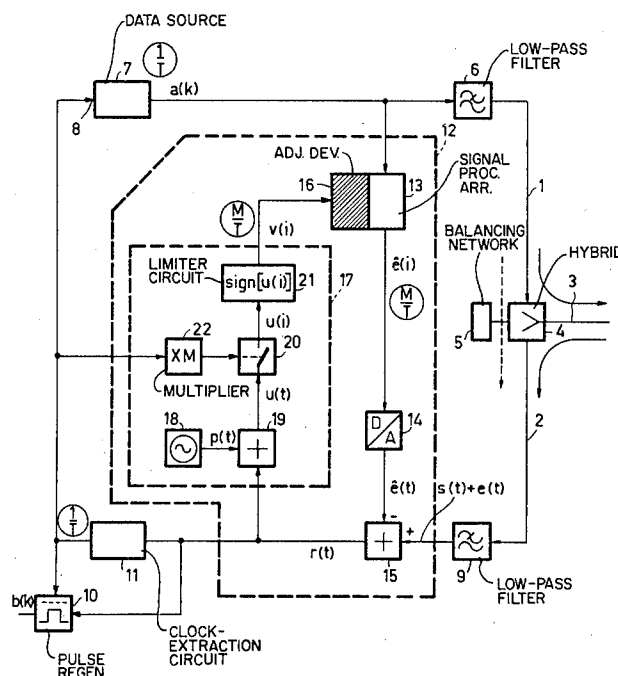 DATA SOURCE
7
1
T
a(k)
8
6
LOW-PASS
FILTER
12
ADJ. DEV.
16
13
SIGNAL
PROC.
ARR.
1
M
T
v(i)
BALANCING
NETWORK
HYBRID
3
5
4
LIMITER
CIRCUIT
sign[u(i)]
21
17
ê(i)
M
T
u(i)
22
XM
20
MULTIPLIER
u(t)
2
18
p(t)
19
+
D
A
14
ê(t)
s(t)+e(t)
1
T
r(t)
-
+
+
11
15
9
LOW-PASS
FILTER
b(k)
10
CLOCK-
EXTRACTION
CIRCUIT
PULSE
REGEN.